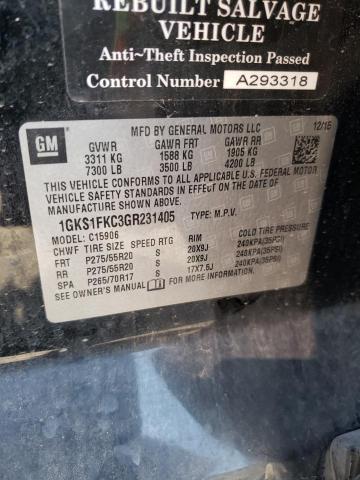 REBUILT SALVAGE
VEHICLE
Anti~Theft Inspection Passed
Control Number A293318
GM
MFD BY GENERAL MOTORS LLC 12/15
GVWR GAWR FRT GAWR RR
3311 KG 1588 KG 1905 KG
7300 LB 3500 LB 4200 LB
THIS VEHICLE CONFORMS TO ALL APPLICABLE U.S. FEDERAL MOTOR
VEHICLE SAFETY STANDARDS IN EFFECT ON THE DATE OF
MANUFACTURE SHOWN ABOVE.
1GKS1FKC3GR231405 TYPE: M.P.V.
MODEL: C15906
CHWF TIRE SIZE SPEED RTG RIM COLD TIRE PRESSURE
FRT P275/55R20 S 20X9J 240KPA(35PSI)
RR P275/55R20 S 20X9J 240KPA(35PSI)
SPA P265/70R17 S 17X7.5J 240KPA(35PSI)
SEE OWNER'S MANUAL FOR MORE INFORMATION.